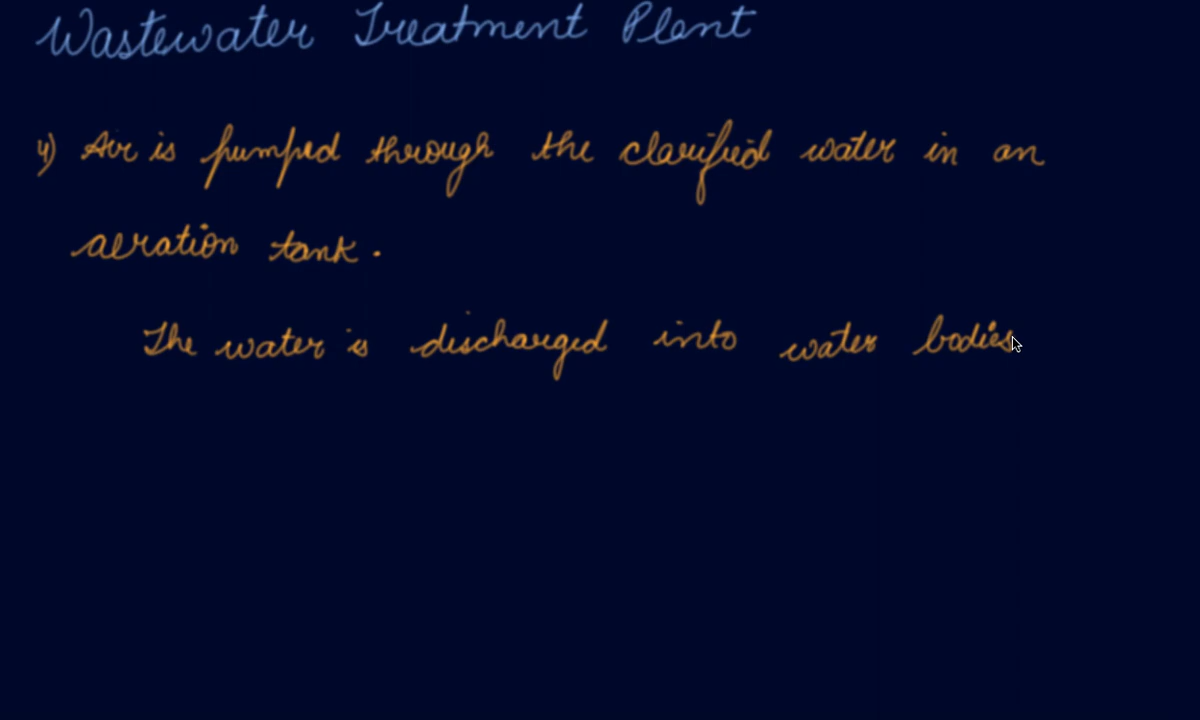 Wastewater Treatment Plant
4) Air is pumped through the clarified water in an
aeration tank.
The water is discharged into water bodies